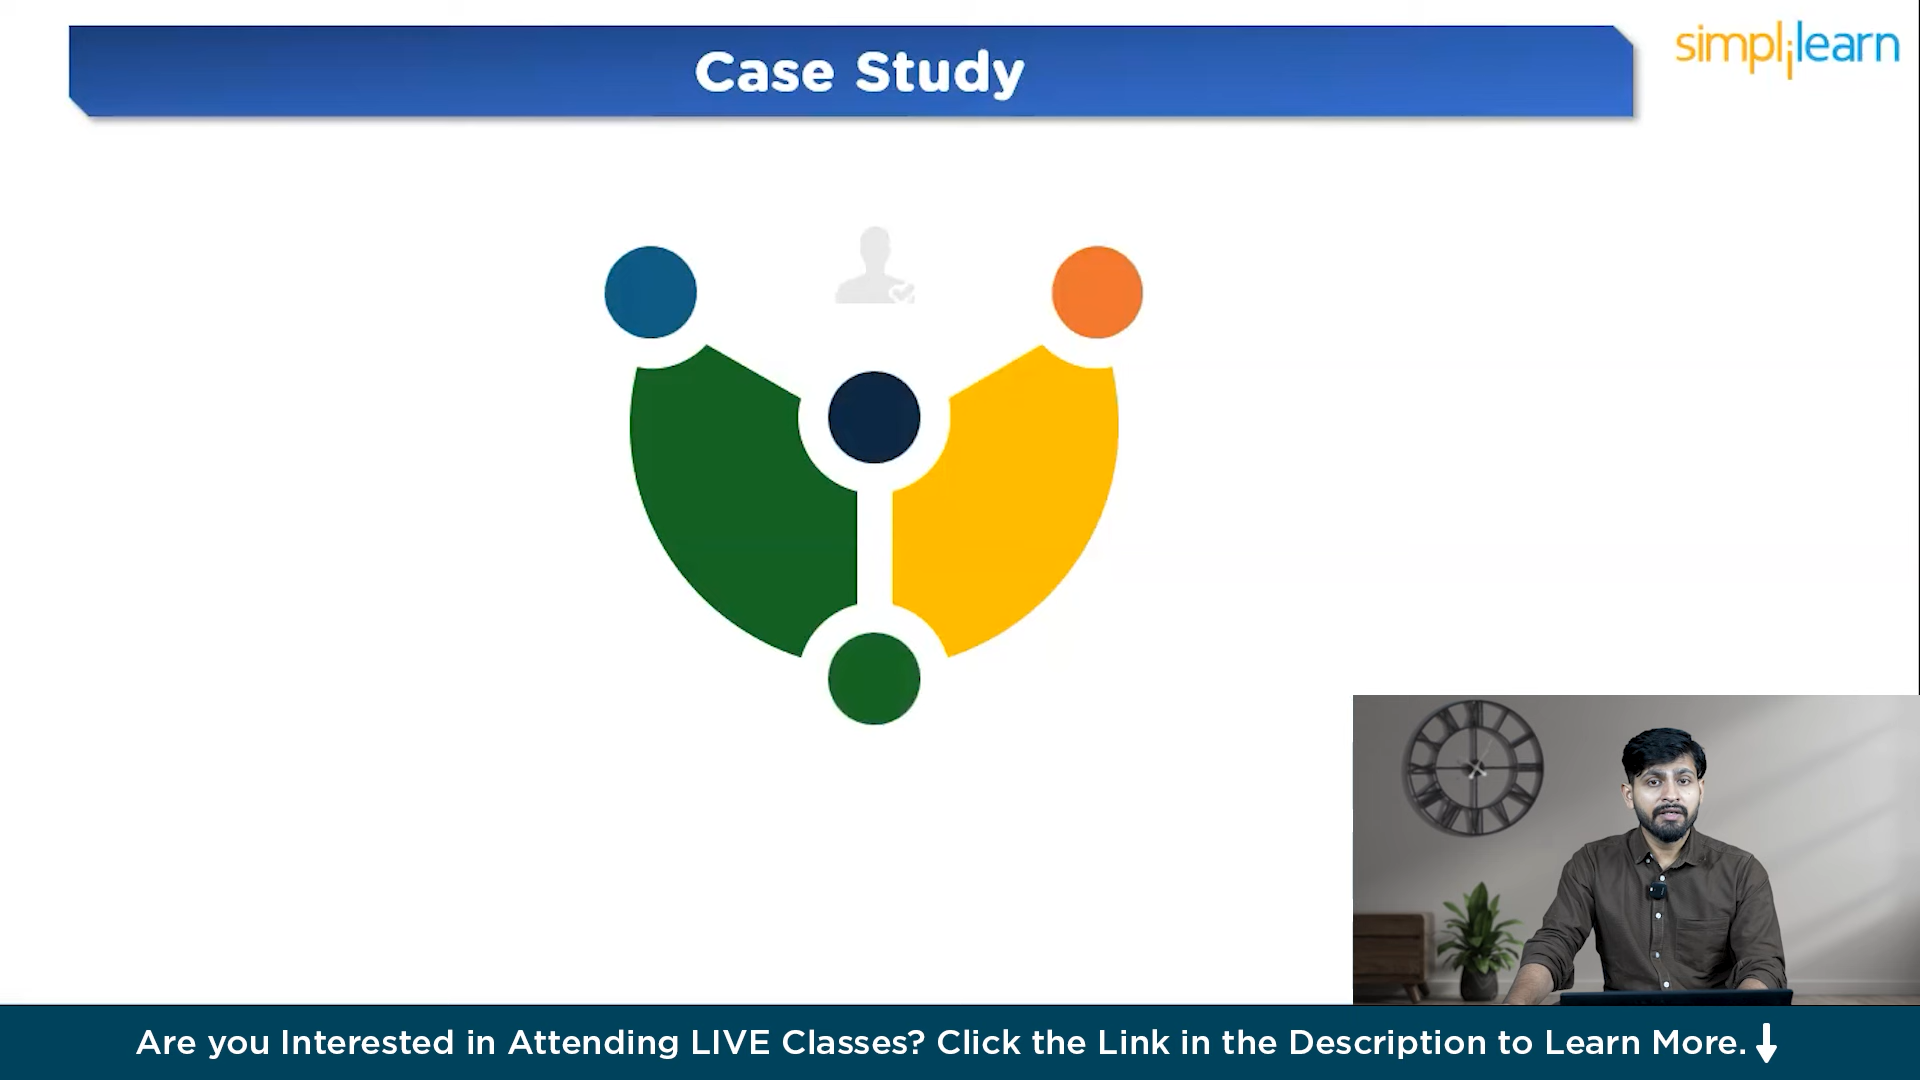 Case Study
simplilearn
Are you Interested in Attending LIVE Classes? Click the Link in the Description to Learn More.